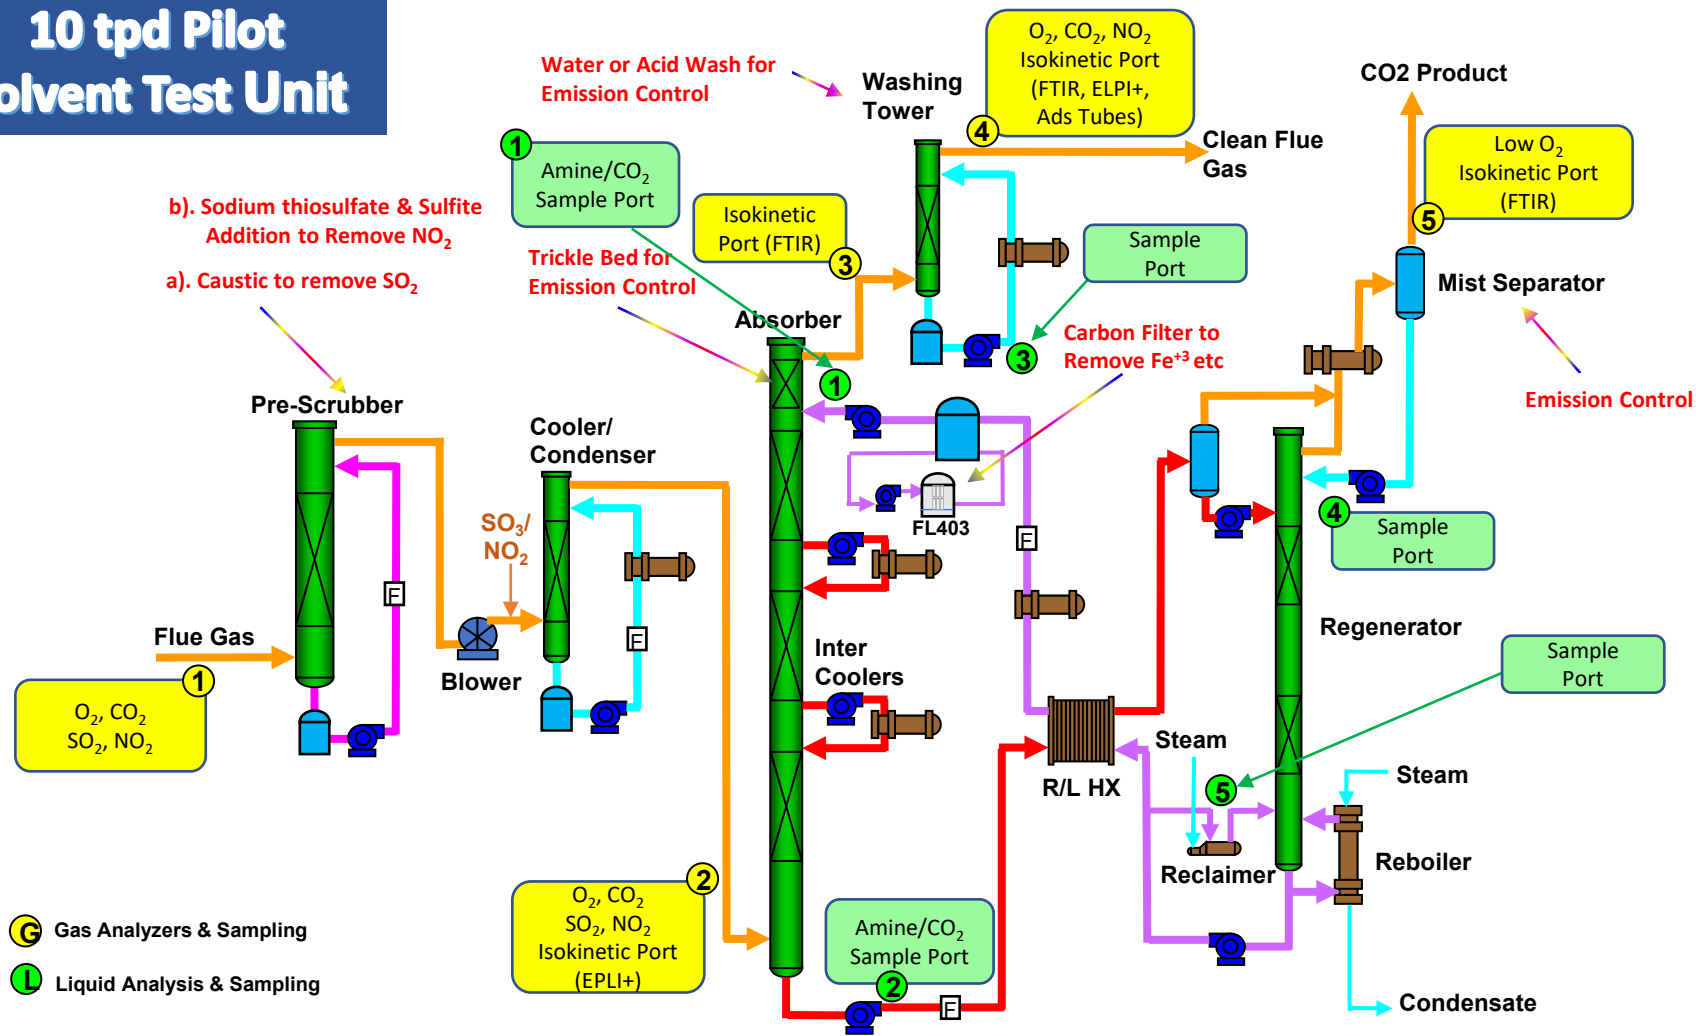 10 tpd Pilot
olvent Test Unit
Water or Acid Wash for
Emission Control
Washing
Tower
O₂, CO₂, NO₂
Isokinetic Port
(FTIR, ELPI+,
Ads Tubes)
4
Clean Flue
Gas
CO2 Product
Low O₂
Isokinetic Port
(FTIR)
5
Mist Separator
Emission Control
1
Amine/CO₂
Sample Port
Isokinetic
Port (FTIR)
3
Sample
Port
3
b). Sodium thiosulfate & Sulfite
Addition to Remove NO₂
a). Caustic to remove SO₂
Trickle Bed for
Emission Control
Absorber
1
Carbon Filter to
Remove Fe⁺³ etc
Pre-Scrubber
Cooler/
Condenser
SO₃/
NO₂
FL403
F
F
F
4
Sample
Port
Regenerator
Flue Gas
1
O₂, CO₂
SO₂, NO₂
Blower
Inter
Coolers
R/L HX
Steam
5
Sample
Port
Steam
Reclaimer
Reboiler
Condensate
2
O₂, CO₂
SO₂, NO₂
Isokinetic Port
(EPLI+)
Amine/CO₂
Sample Port
2
F
G Gas Analyzers & Sampling
L Liquid Analysis & Sampling